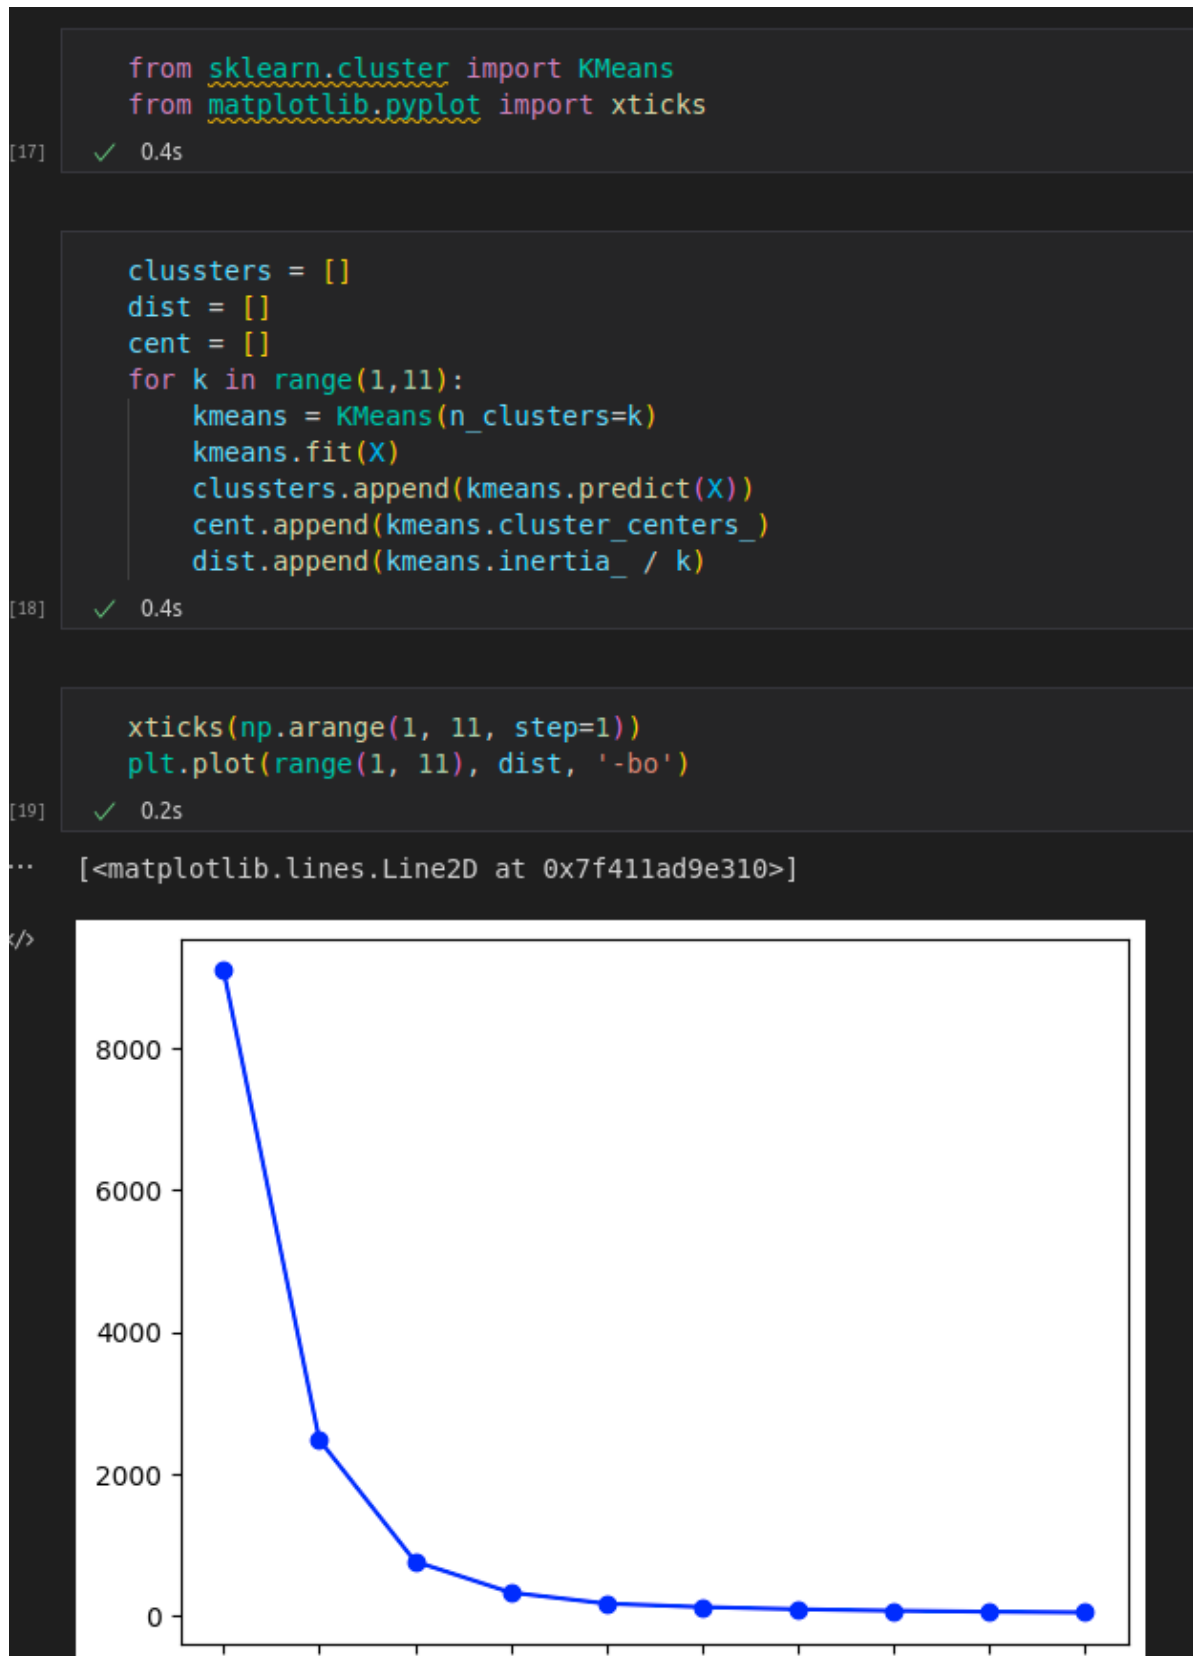 from sklearn.cluster import KMeans
from matplotlib.pyplot import xticks
[17] ✓ 0.4s
clussters = []
dist = []
cent = []
for k in range(1,11):
    kmeans = KMeans(n_clusters=k)
    kmeans.fit(X)
    clussters.append(kmeans.predict(X))
    cent.append(kmeans.cluster_centers_)
    dist.append(kmeans.inertia_ / k)
[18] ✓ 0.4s
xticks(np.arange(1, 11, step=1))
plt.plot(range(1, 11), dist, '-bo')
[19] ✓ 0.2s
... [<matplotlib.lines.Line2D at 0x7f411ad9e310>]
</>
8000
6000
4000
2000
0